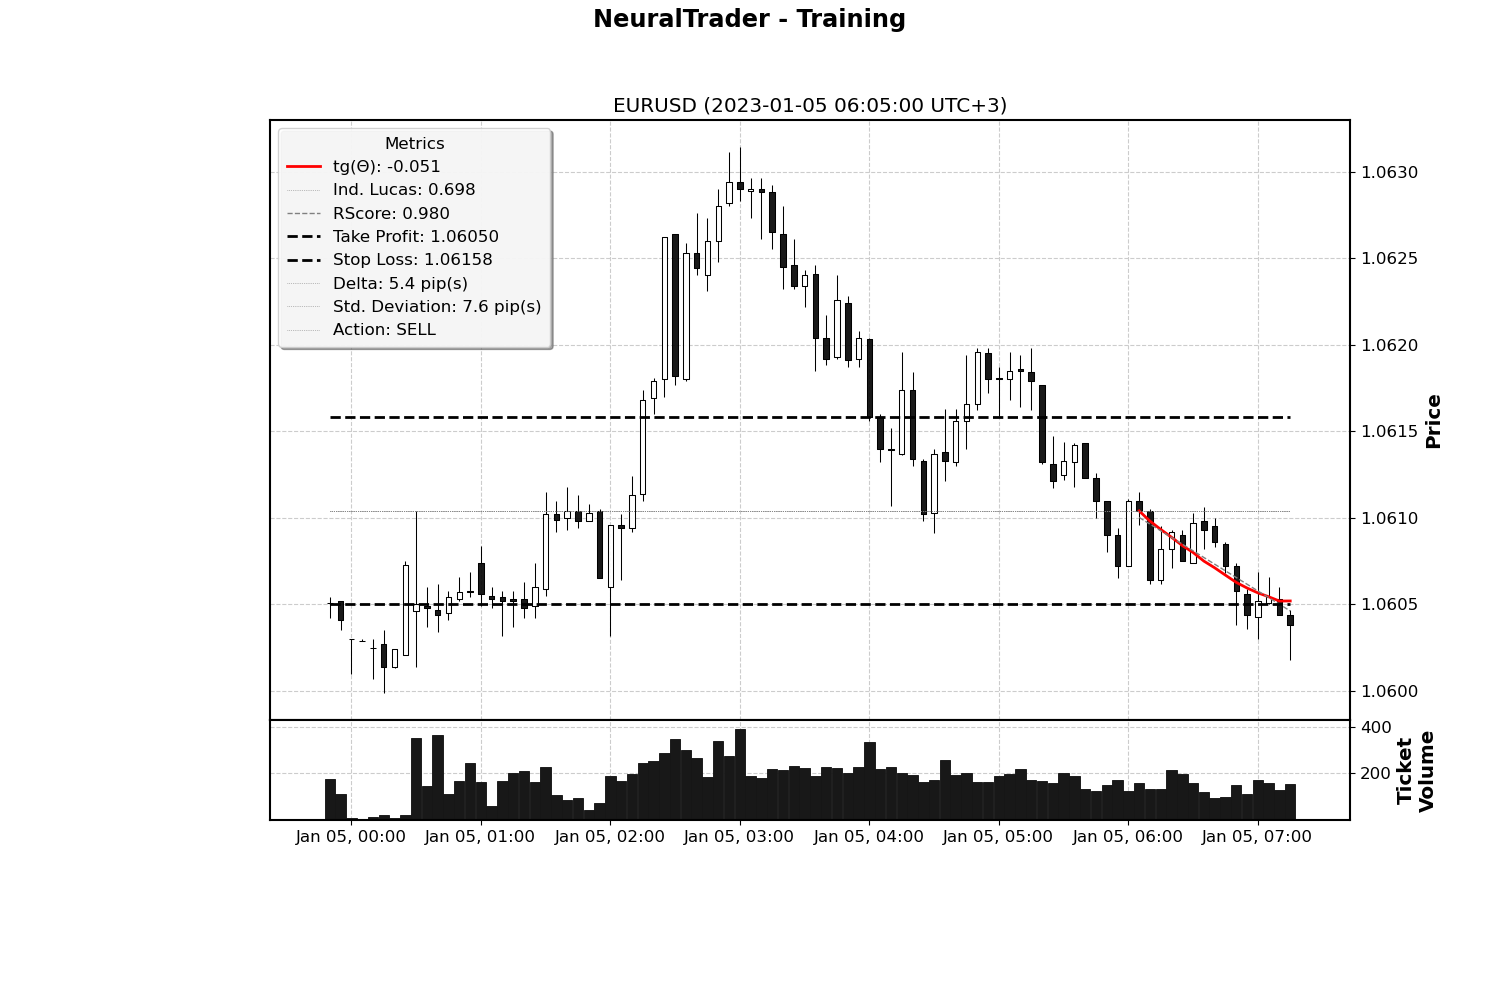 NeuralTrader - Training
EURUSD (2023-01-05 06:05:00 UTC+3)
Metrics
tg(Θ): -0.051
Ind. Lucas: 0.698
RScore: 0.980
Take Profit: 1.06050
Stop Loss: 1.06158
Delta: 5.4 pip(s)
Std. Deviation: 7.6 pip(s)
Action: SELL
1.0630
1.0625
1.0620
1.0615
1.0610
1.0605
1.0600
Price
400
200
Ticket
Volume
Jan 05, 00:00
Jan 05, 01:00
Jan 05, 02:00
Jan 05, 03:00
Jan 05, 04:00
Jan 05, 05:00
Jan 05, 06:00
Jan 05, 07:00